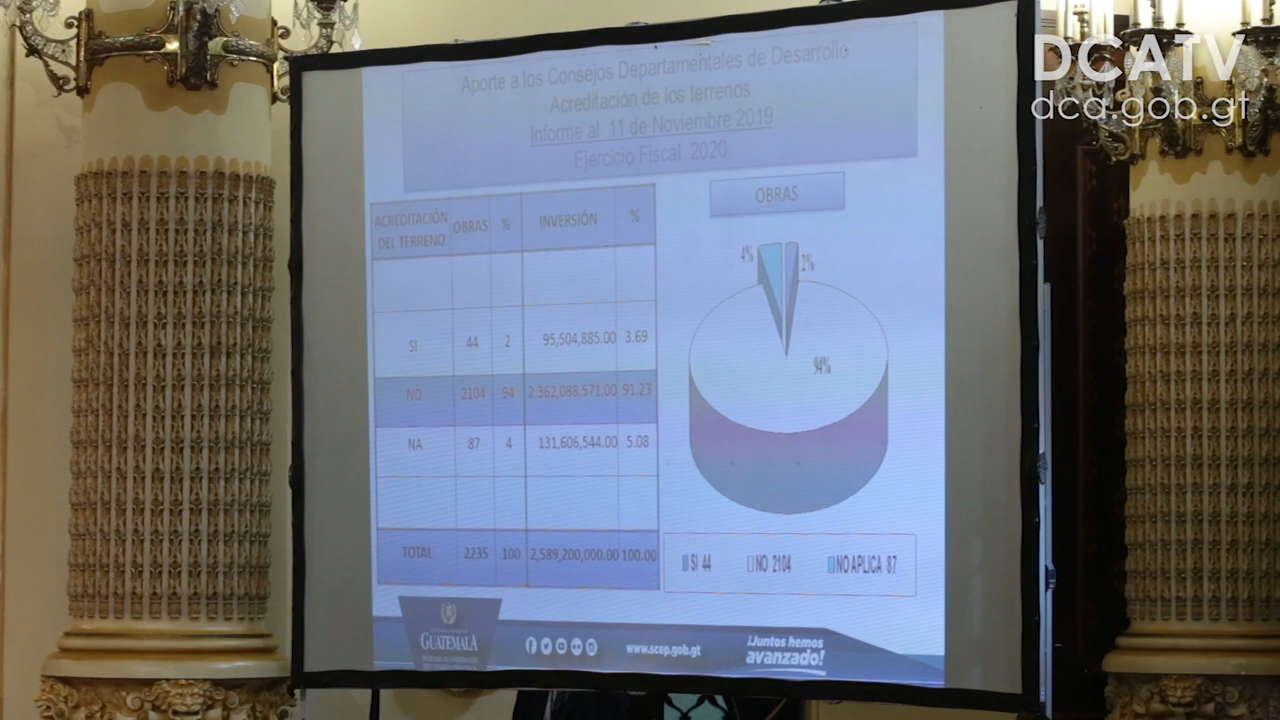 DCATV
dca.gob.gt
Aporte a los Consejos Departamentales de Desarrollo
Acreditación de los terrenos
Informe al 11 de Noviembre 2019
Ejercicio Fiscal 2020
ACREDITACIÓN DEL TERRENO OBRAS % INVERSIÓN %
SI 44 2 95,504,885.00 3.69
NO 2104 94 2,362,088,571.00 91.23
NA 87 4 131,606,544.00 5.08
TOTAL 2235 100 2,589,200,000.00 100.00
OBRAS
4%
2%
94%
SI 44 NO 2104 NO APLICA 87
GUATEMALA
www.scep.gob.gt
¡Juntos hemos
avanzado!